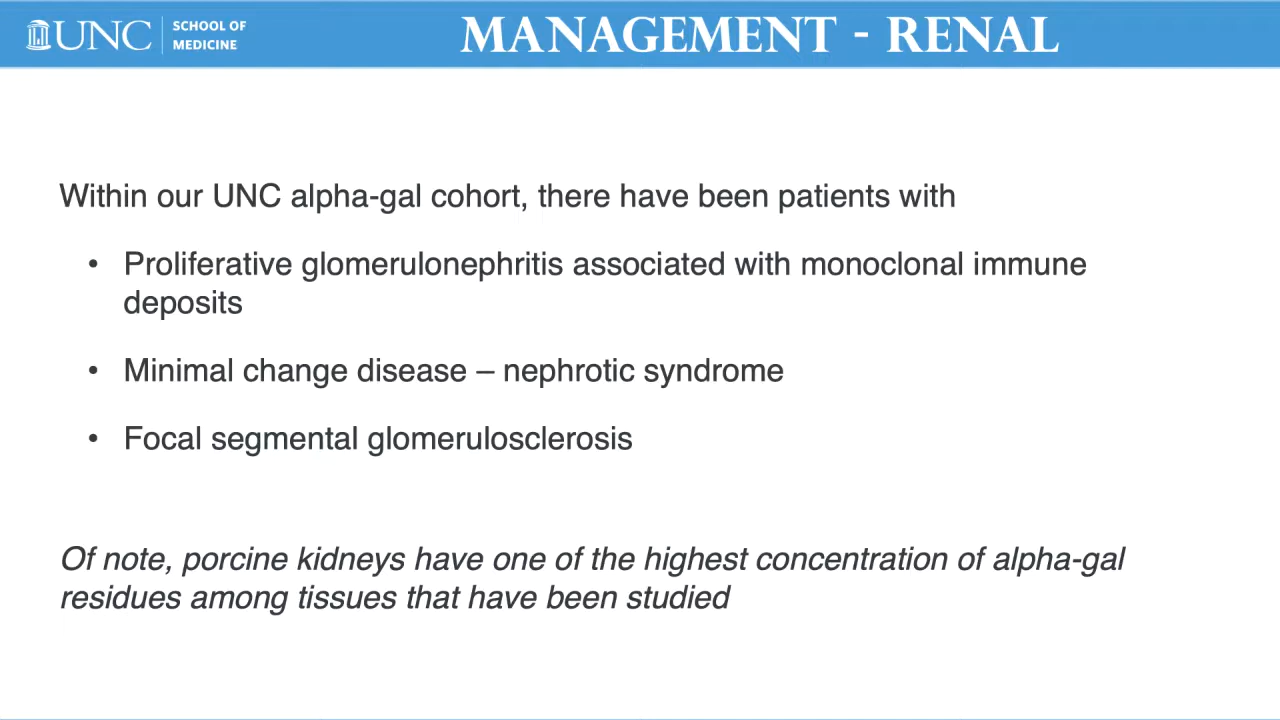 UNC SCHOOL OF
MEDICINE
MANAGEMENT - RENAL
Within our UNC alpha-gal cohort, there have been patients with
• Proliferative glomerulonephritis associated with monoclonal immune
deposits
• Minimal change disease – nephrotic syndrome
• Focal segmental glomerulosclerosis
Of note, porcine kidneys have one of the highest concentration of alpha-gal
residues among tissues that have been studied